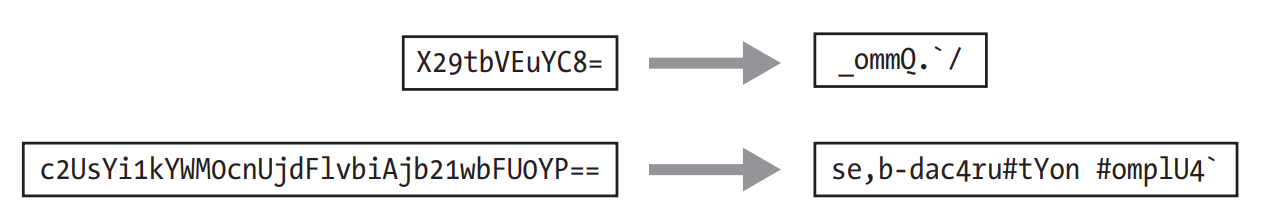 X29tbVEuYC8= _ommQ.`/
c2UsYi1kYWM0cnUjdFlvbiAjb21wbFU0YP== se,b-dac4ru#tYon #omplU4`